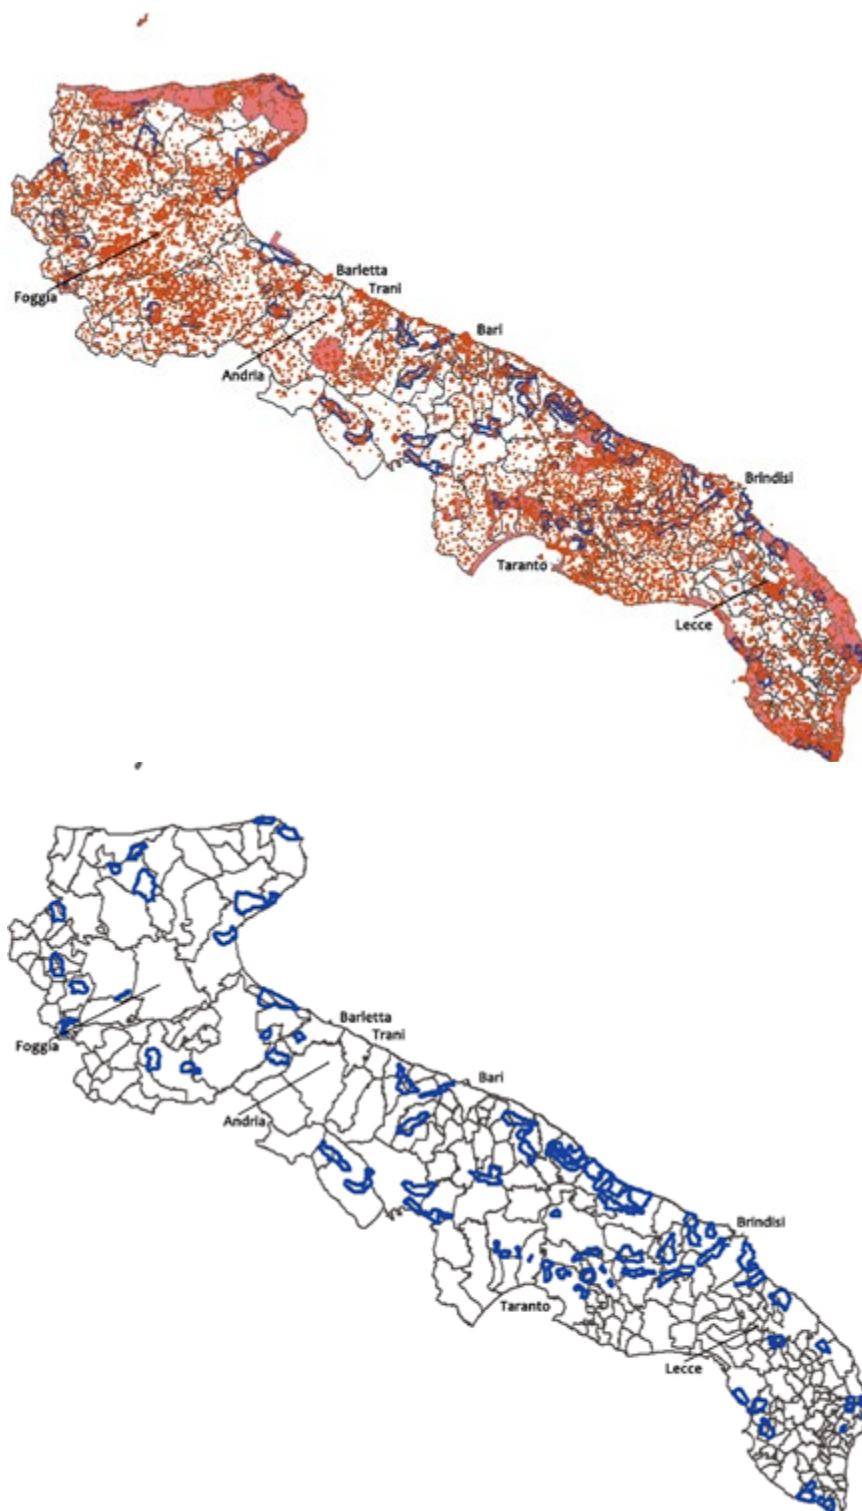 Barletta
Trani
Foggia
Bari
Andria
Brindisi
Taranto
Lecce
Barletta
Trani
Foggia
Bari
Andria
Brindisi
Taranto
Lecce